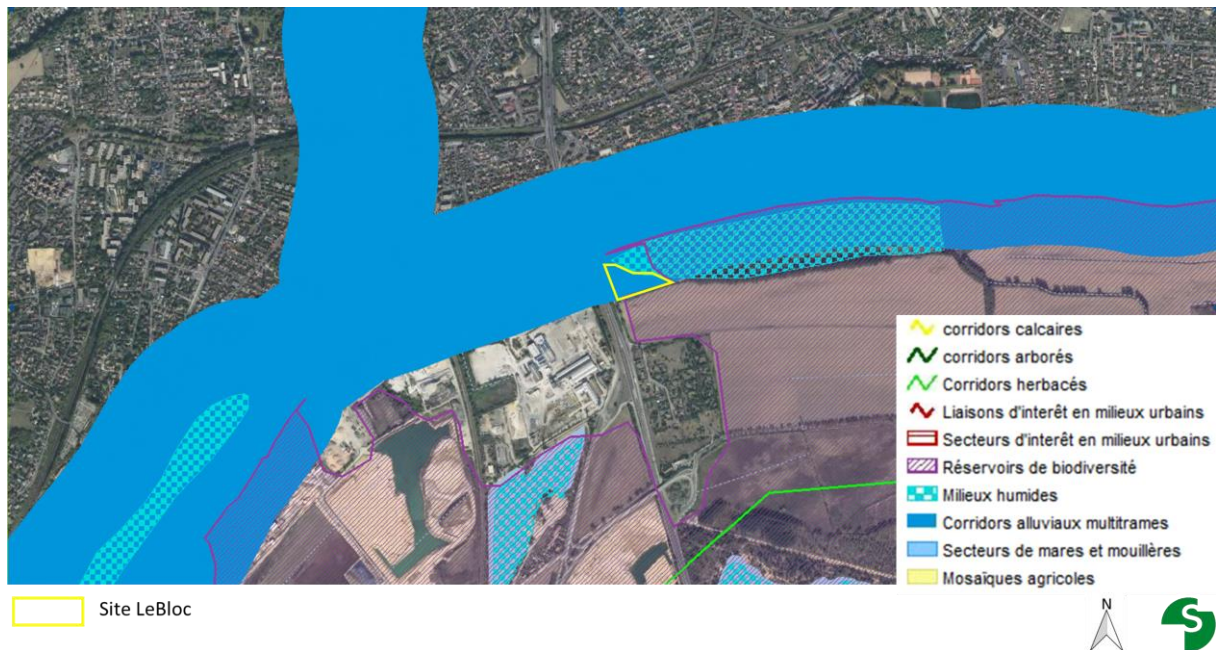 corridors calcaires
corridors arborés
Corridors herbacés
Liaisons d'interêt en milieux urbains
Secteurs d'intérêt en milieux urbains
Réservoirs de biodiversité
Milieux humides
Corridors alluviaux multitrames
Secteurs de mares et mouillères
Mosaïques agricoles
Site LeBloc
N
S